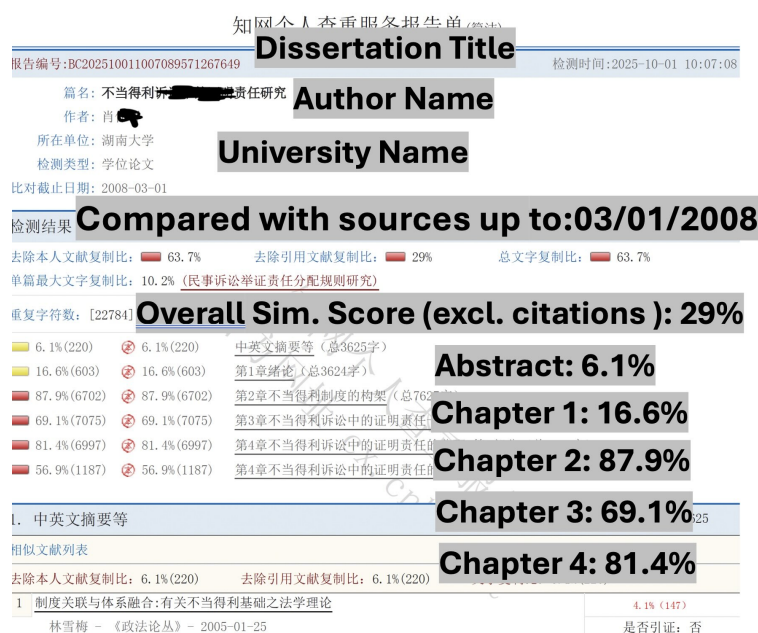 知网个人查重服务报告单(算法)
Dissertation Title
报告编号:BC202510011007089571267649
检测时间:2025-10-01 10:07:08
篇名: 不当得利诉 责任研究
Author Name
作者: 肖
所在单位: 湖南大学
University Name
检测类型: 学位论文
比对截止日期: 2008-03-01
检测结果
Compared with sources up to:03/01/2008
去除本人文献复制比: 63.7% 去除引用文献复制比: 29% 总文字复制比: 63.7%
单篇最大文字复制比: 10.2% (民事诉讼举证责任分配规则研究)
重复字符数: [22784]
Overall Sim. Score (excl. citations ): 29%
6.1%(220) 6.1%(220) 中英文摘要等 (总3625字)
Abstract: 6.1%
16.6%(603) 16.6%(603) 第1章绪论 (总3624字)
Chapter 1: 16.6%
87.9%(6702) 87.9%(6702) 第2章不当得利制度的构架 (总762
69.1%(7075) 69.1%(7075) 第3章不当得利诉讼中的证明责任
Chapter 2: 87.9%
81.4%(6997) 81.4%(6997) 第4章不当得利诉讼中的证明责任的
56.9%(1187) 56.9%(1187) 第4章不当得利诉讼中的证明责任的
Chapter 3: 69.1%
1. 中英文摘要等
625
相似文献列表
Chapter 4: 81.4%
去除本人文献复制比: 6.1%(220) 去除引用文献复制比: 6.1%(220)
1 制度关联与体系融合:有关不当得利基础之法学理论 4.1% (147)
林雪梅 - 《政法论丛》- 2005-01-25 是否引证: 否